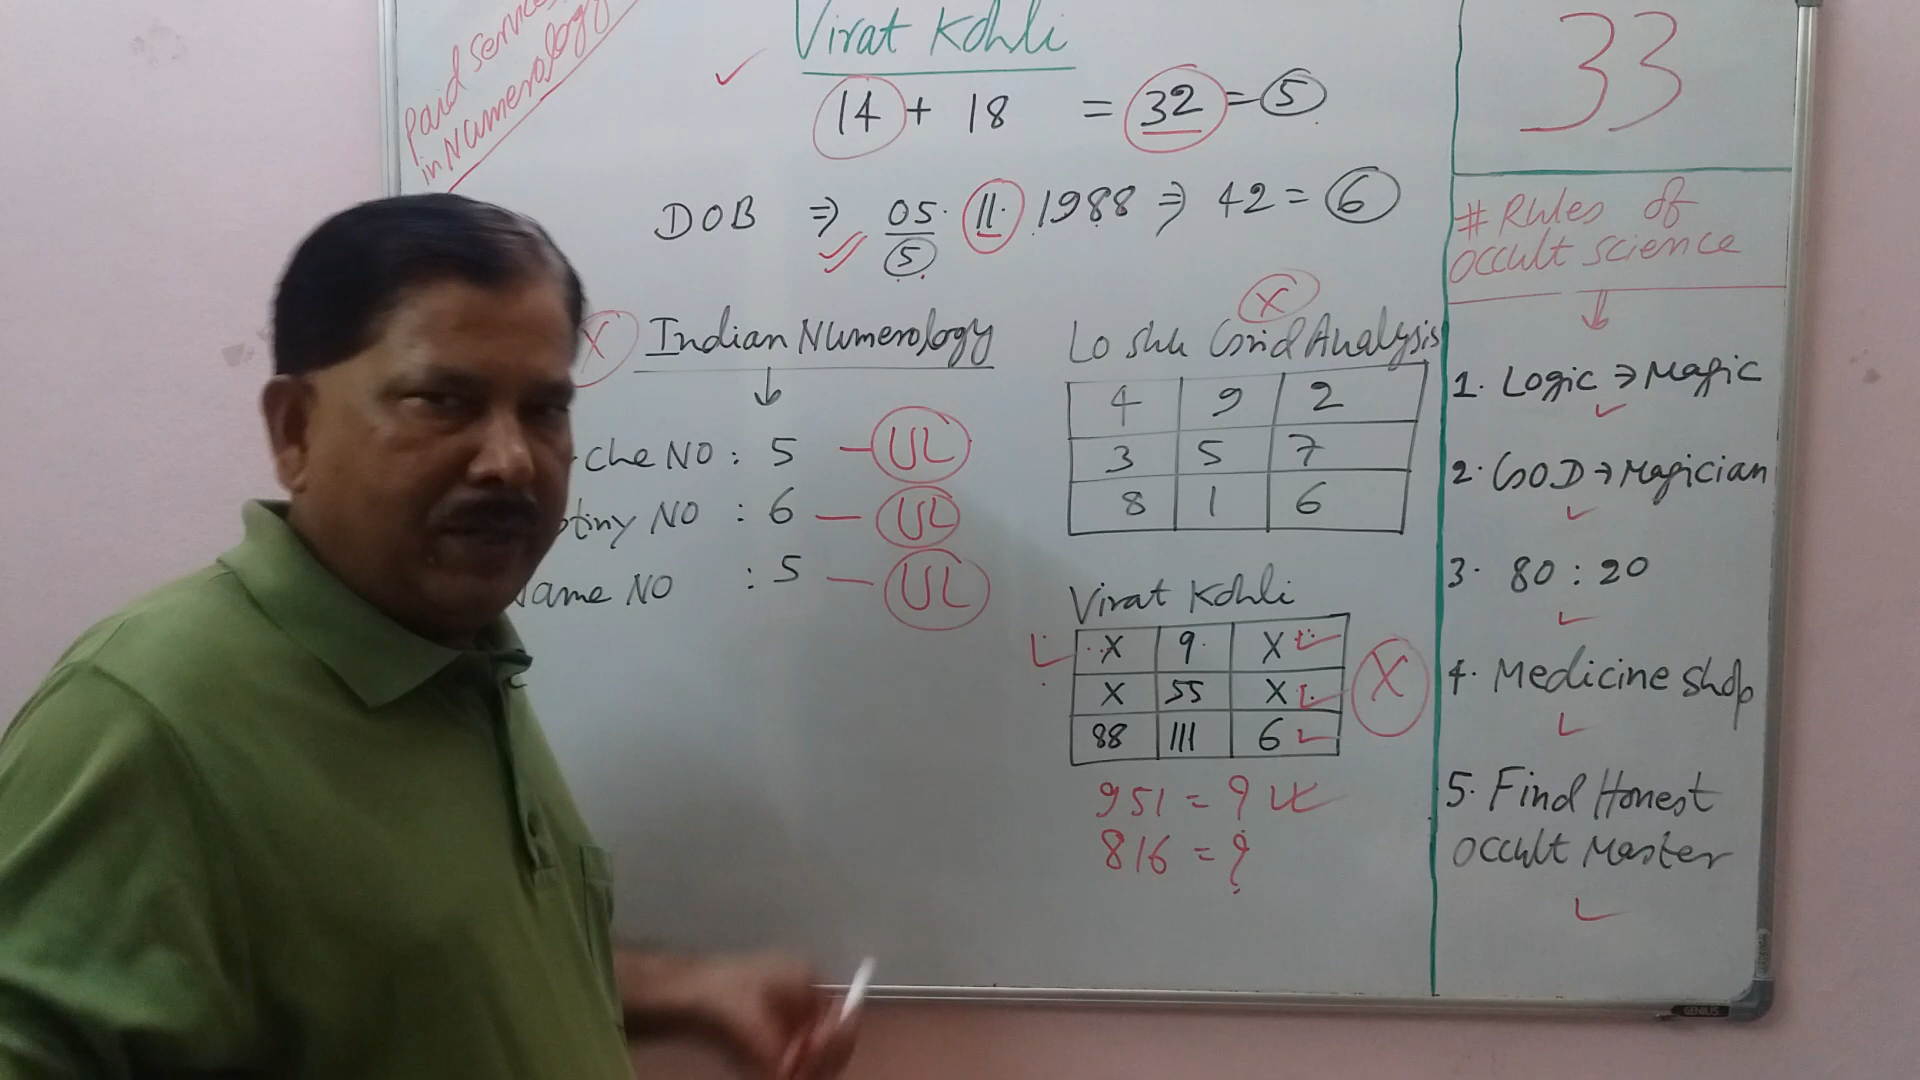 Paid Services
in Numerology
Virat Kohli
14 + 18 = 32 = 5
DOB ⇒ 05. 11. 1988 ⇒ 42 = 6
5
X Indian Numerology
↓
che NO : 5 — UL
tiny NO : 6 — UL
Name NO : 5 — UL
X
Lo Shu Grid Analysis
4 9 2
3 5 7
8 1 6
Virat Kohli
X 9 X
X 55 X
88 111 6
X
951 = ?
816 = ?
33
# Rules of
occult science
↓
1. Logic → Magic
2. GOD → Magician
3. 80 : 20
4. Medicine Shop
5. Find Honest
occult Master
GENIUS